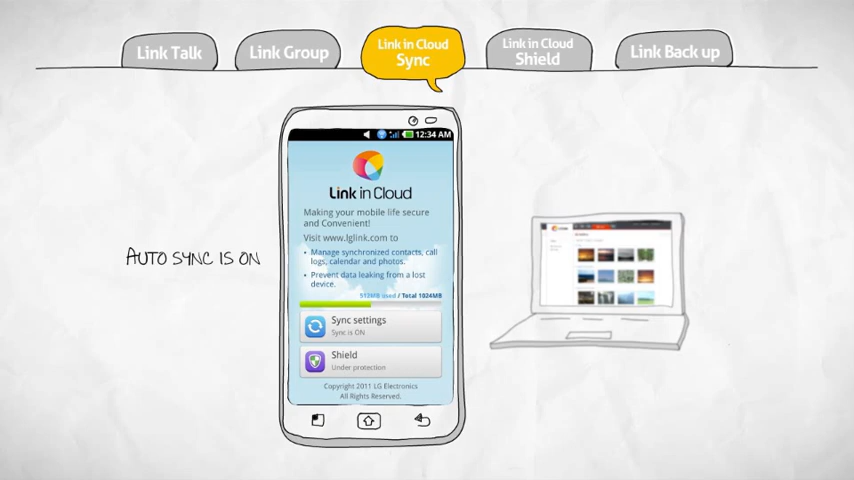 Link Talk
Link Group
Link in Cloud
Sync
Link in Cloud
Shield
Link Back up
12:34 AM
Link in Cloud
Making your mobile life secure
and Convenient!
Visit www.lglink.com to
• Manage synchronized contacts, call
logs, calendar and photos.
• Prevent data leaking from a lost
device.
512MB used / Total 1024MB
Sync settings
Sync is ON
Shield
Under protection
Copyright 2011 LG Electronics
All Rights Reserved.
AUTO SYNC IS ON